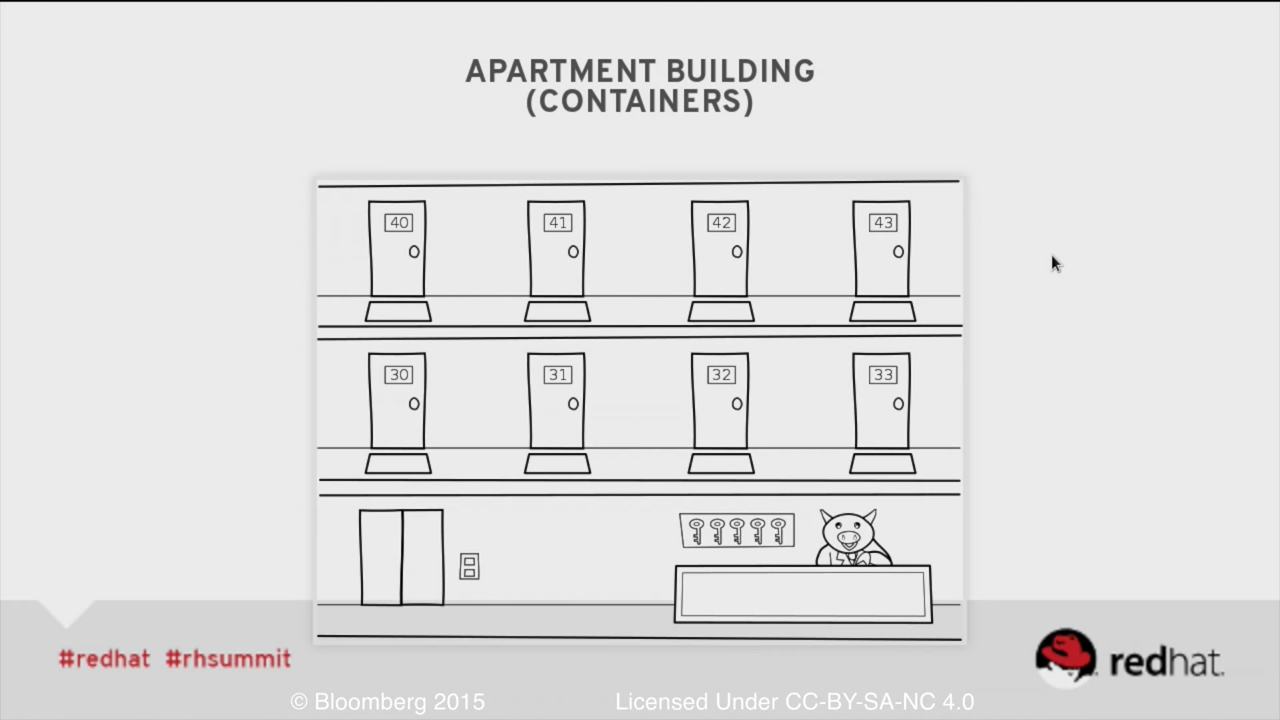 APARTMENT BUILDING
(CONTAINERS)
40 41 42 43
30 31 32 33
#redhat #rhsummit
redhat.
© Bloomberg 2015 Licensed Under CC-BY-SA-NC 4.0